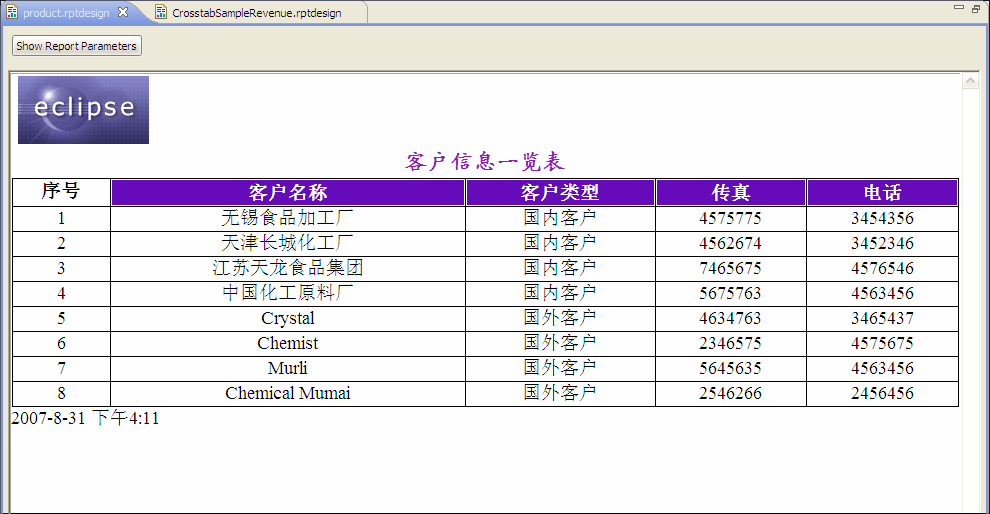 product.rptdesign CrosstabSampleRevenue.rptdesign
Show Report Parameters
eclipse
客户信息一览表
序号 客户名称 客户类型 传真 电话
1 无锡食品加工厂 国内客户 4575775 3454356
2 天津长城化工厂 国内客户 4562674 3452346
3 江苏天龙食品集团 国内客户 7465675 4576546
4 中国化工原料厂 国内客户 5675763 4563456
5 Crystal 国外客户 4634763 3465437
6 Chemist 国外客户 2346575 4575675
7 Murli 国外客户 5645635 4563456
8 Chemical Mumai 国外客户 2546266 2456456
2007-8-31 下午4:11